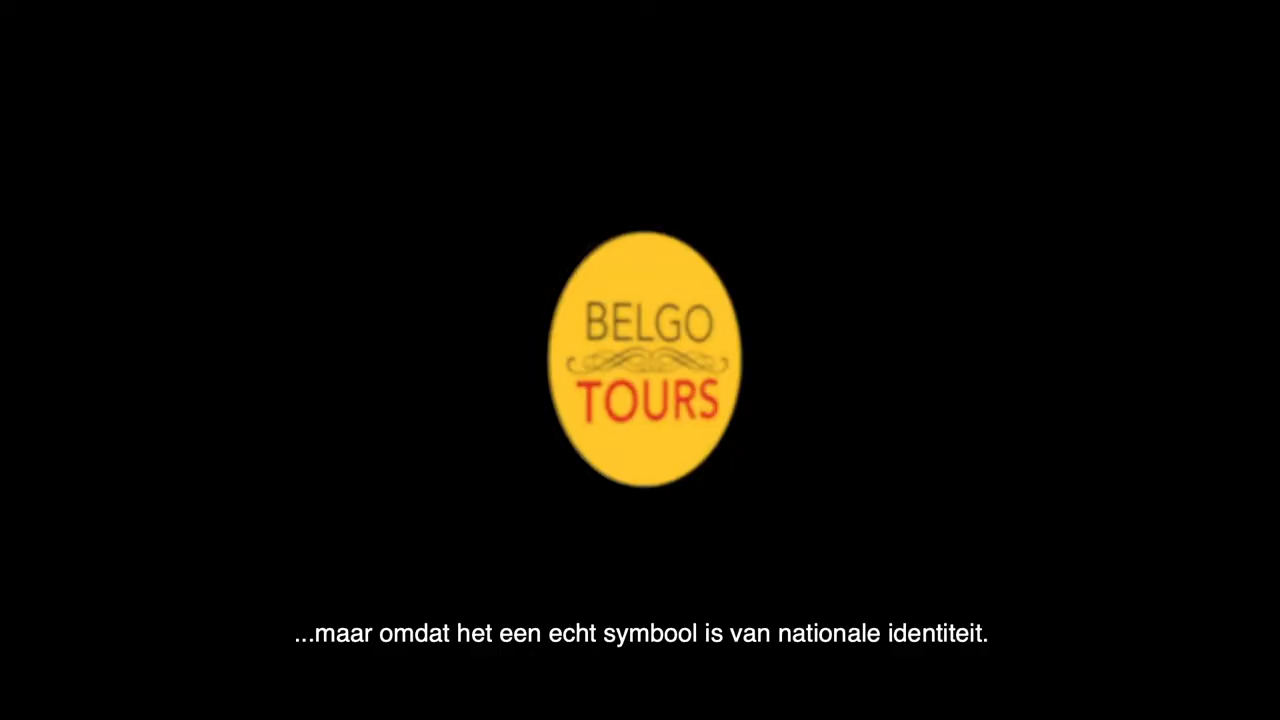 BELGO
TOURS
...maar omdat het een echt symbool is van nationale identiteit.